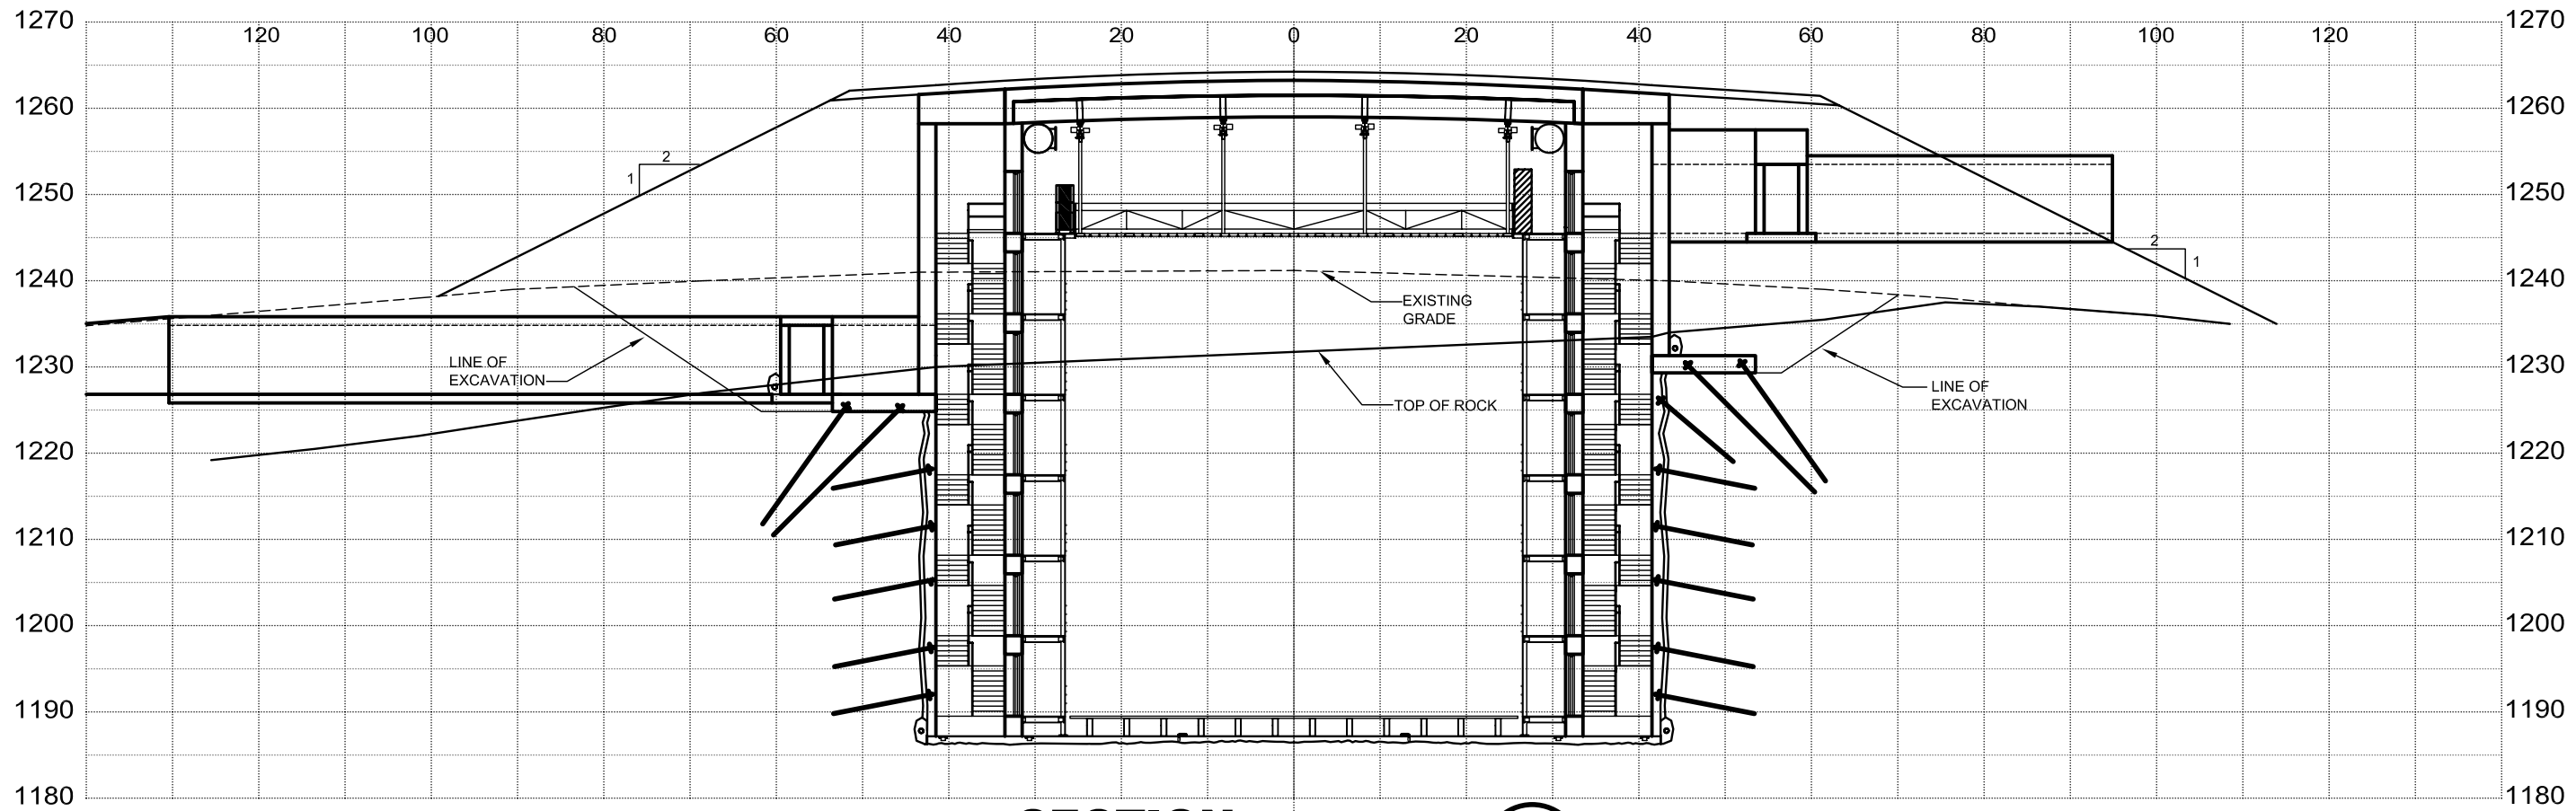 1270 1270
120 100 80 60 40 20 0 20 40 60 80 100 120
1260 1260
2
1
1250 1250
2
1
1240 1240
EXISTING
GRADE
LINE OF
EXCAVATION
1230 1230
LINE OF
EXCAVATION
TOP OF ROCK
1220 1220
1210 1210
1200 1200
1190 1190
1180 1180
SECTION